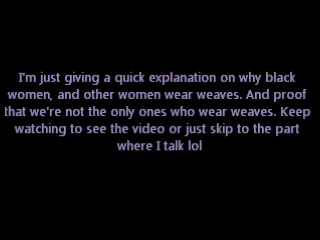 I'm just giving a quick explanation on why black
women, and other women wear weaves. And proof
that we're not the only ones who wear weaves. Keep
watching to see the video or just skip to the part
where I talk lol